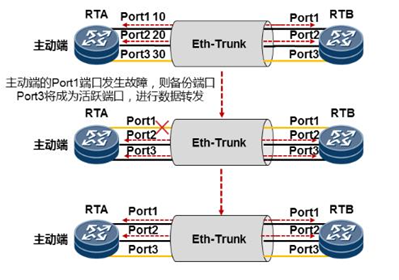 RTA Port1 10 Port1 RTB
Port2 20 Port2
主动端 Port3 30 Eth-Trunk Port3
主动端的Port1端口发生故障，则备份端口
Port3将成为活跃端口，进行数据转发
RTA Port1 Port1 RTB
Port2 Eth-Trunk Port2
主动端 Port3 Port3
RTA Port1 Port1 RTB
Port2 Eth-Trunk Port2
主动端 Port3 Port3